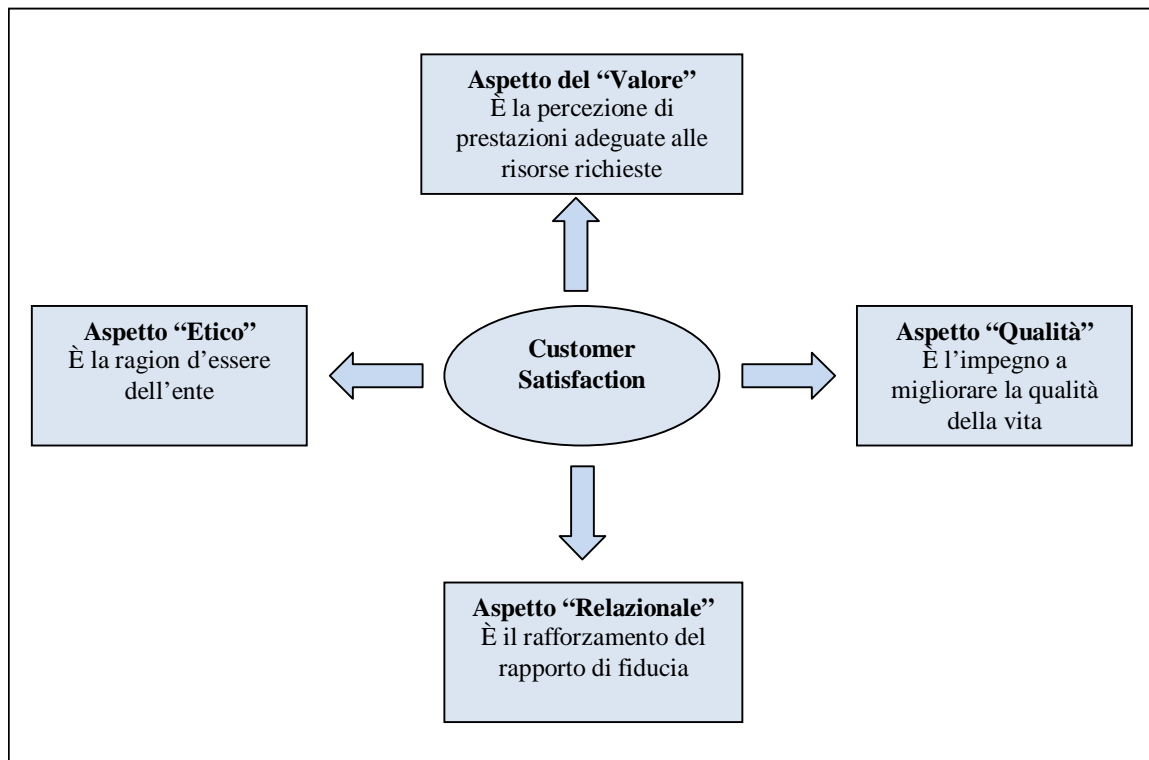 Aspetto del “Valore”
È la percezione di
prestazioni adeguate alle
risorse richieste
Aspetto “Etico”
È la ragion d’essere
dell’ente
Customer
Satisfaction
Aspetto “Qualità”
È l’impegno a
migliorare la qualità
della vita
Aspetto “Relazionale”
È il rafforzamento del
rapporto di fiducia